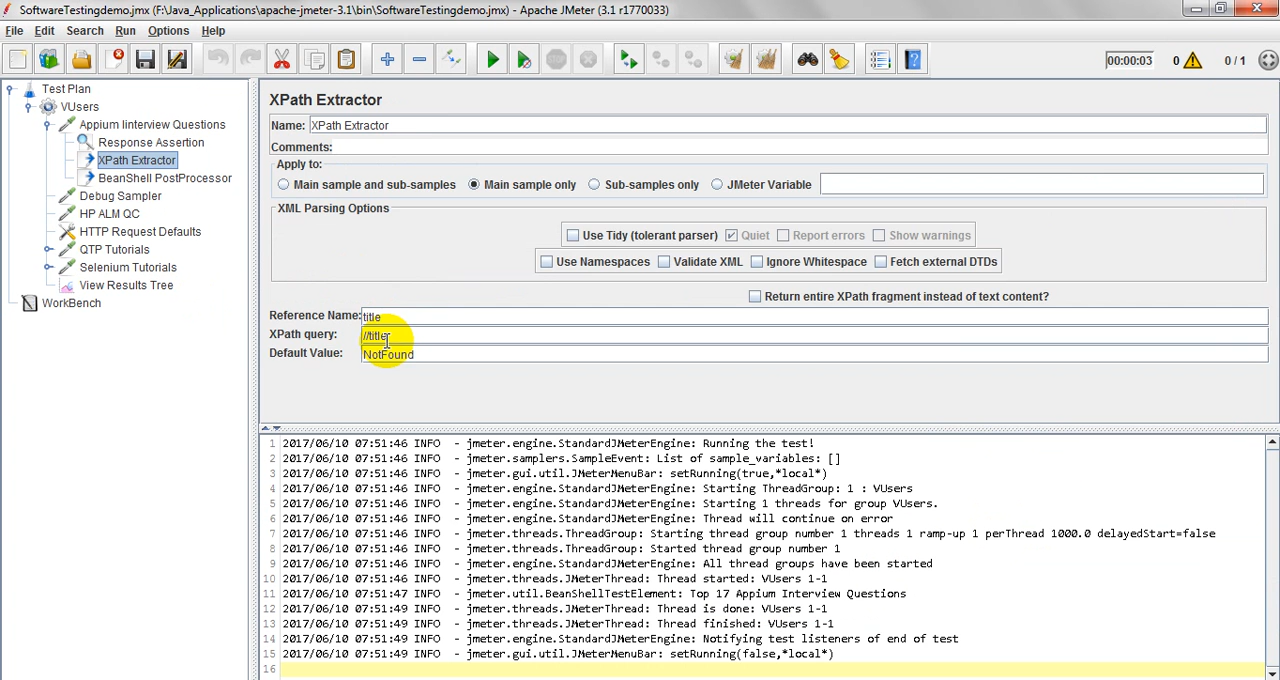 SoftwareTestingdemo.jmx (F:\Java_Applications\apache-jmeter-3.1\bin\SoftwareTestingdemo.jmx) - Apache JMeter (3.1 r1770033)
File Edit Search Run Options Help
00:00:03 0 0 / 1
Test Plan
VUsers
Appium Iinterview Questions
Response Assertion
XPath Extractor
BeanShell PostProcessor
Debug Sampler
HP ALM QC
HTTP Request Defaults
QTP Tutorials
Selenium Tutorials
View Results Tree
WorkBench
XPath Extractor
Name: XPath Extractor
Comments:
Apply to:
Main sample and sub-samples Main sample only Sub-samples only JMeter Variable
XML Parsing Options
Use Tidy (tolerant parser) Quiet Report errors Show warnings
Use Namespaces Validate XML Ignore Whitespace Fetch external DTDs
Return entire XPath fragment instead of text content?
Reference Name: title
XPath query: //title
Default Value: NotFound
1 2017/06/10 07:51:46 INFO - jmeter.engine.StandardJMeterEngine: Running the test!
2 2017/06/10 07:51:46 INFO - jmeter.samplers.SampleEvent: List of sample_variables: []
3 2017/06/10 07:51:46 INFO - jmeter.gui.util.JMeterMenuBar: setRunning(true,*local*)
4 2017/06/10 07:51:46 INFO - jmeter.engine.StandardJMeterEngine: Starting ThreadGroup: 1 : VUsers
5 2017/06/10 07:51:46 INFO - jmeter.engine.StandardJMeterEngine: Starting 1 threads for group VUsers.
6 2017/06/10 07:51:46 INFO - jmeter.engine.StandardJMeterEngine: Thread will continue on error
7 2017/06/10 07:51:46 INFO - jmeter.threads.ThreadGroup: Starting thread group number 1 threads 1 ramp-up 1 perThread 1000.0 delayedStart=false
8 2017/06/10 07:51:46 INFO - jmeter.threads.ThreadGroup: Started thread group number 1
9 2017/06/10 07:51:46 INFO - jmeter.engine.StandardJMeterEngine: All thread groups have been started
10 2017/06/10 07:51:46 INFO - jmeter.threads.JMeterThread: Thread started: VUsers 1-1
11 2017/06/10 07:51:47 INFO - jmeter.util.BeanShellTestElement: Top 17 Appium Interview Questions
12 2017/06/10 07:51:49 INFO - jmeter.threads.JMeterThread: Thread is done: VUsers 1-1
13 2017/06/10 07:51:49 INFO - jmeter.threads.JMeterThread: Thread finished: VUsers 1-1
14 2017/06/10 07:51:49 INFO - jmeter.engine.StandardJMeterEngine: Notifying test listeners of end of test
15 2017/06/10 07:51:49 INFO - jmeter.gui.util.JMeterMenuBar: setRunning(false,*local*)
16